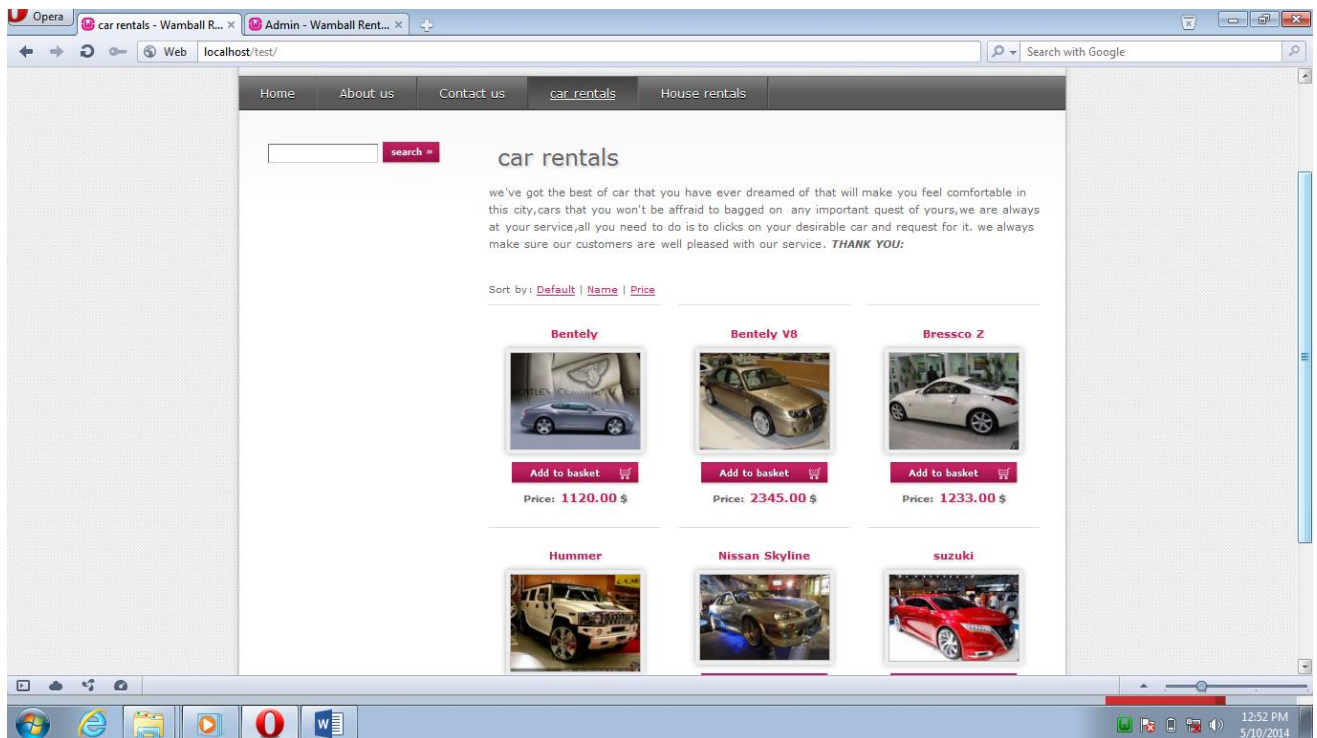 Opera
car rentals - Wamball R...
Admin - Wamball Rent...
Web
localhost/test/
Search with Google
Home
About us
Contact us
car rentals
House rentals
search »
car rentals
we've got the best of car that you have ever dreamed of that will make you feel comfortable in
this city,cars that you won't be affraid to bagged on any important quest of yours,we are always
at your service,all you need to do is to clicks on your desirable car and request for it. we always
make sure our customers are well pleased with our service. THANK YOU:
Sort by: Default | Name | Price
Bentely
Bentely V8
Bressco Z
Add to basket
Add to basket
Add to basket
Price: 1120.00 $
Price: 2345.00 $
Price: 1233.00 $
Hummer
Nissan Skyline
suzuki
12:52 PM
5/10/2014